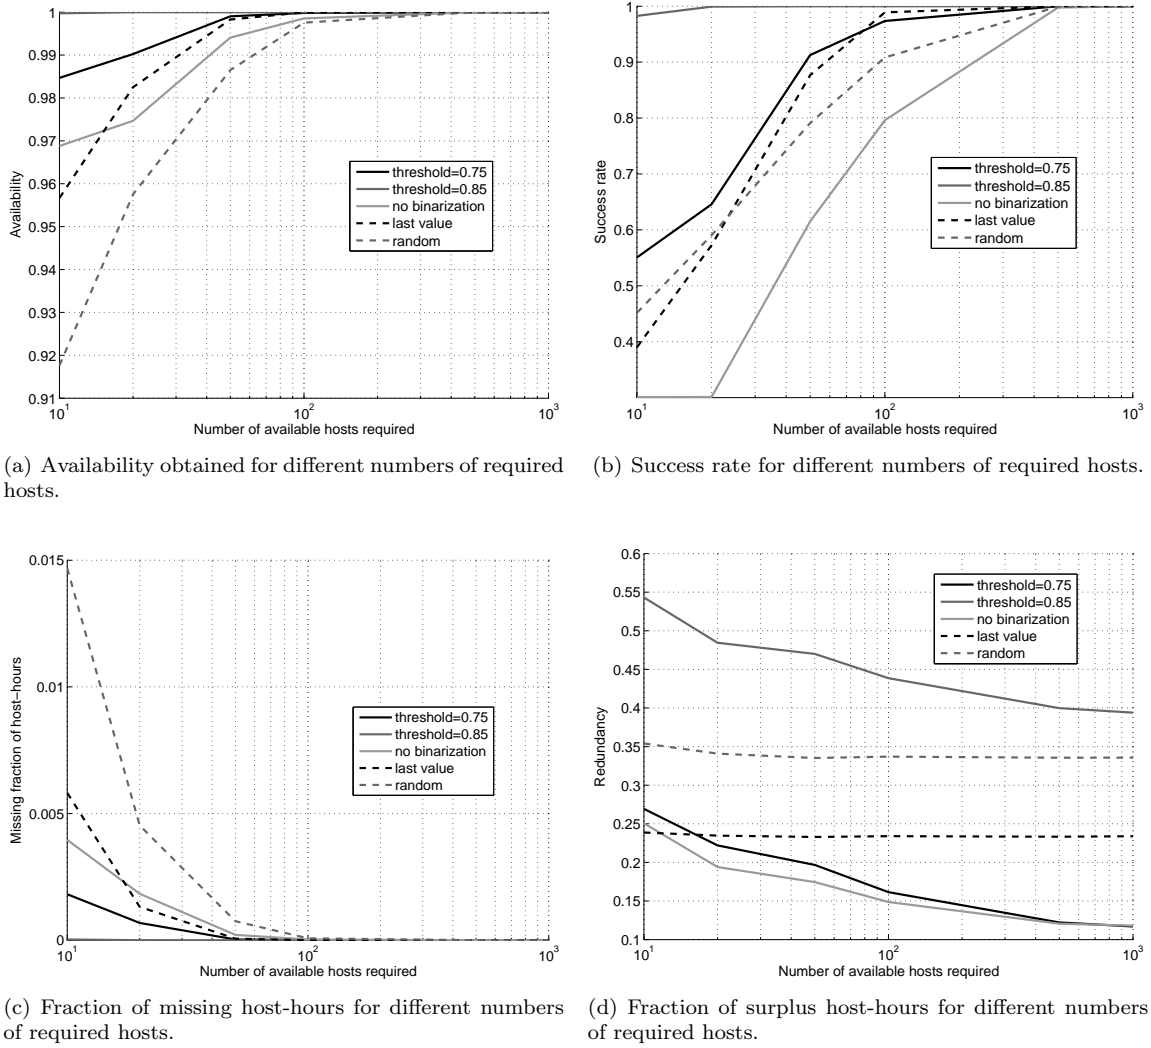 1
0.99
0.98
0.97
0.96
0.95
0.94
0.93
0.92
0.91
Availability
10^1
10^2
10^3
Number of available hosts required
threshold=0.75
threshold=0.85
no binarization
last value
random
(a) Availability obtained for different numbers of required
hosts.
1
0.9
0.8
0.7
0.6
0.5
0.4
Success rate
10^1
10^2
10^3
Number of available hosts required
threshold=0.75
threshold=0.85
no binarization
last value
random
(b) Success rate for different numbers of required hosts.
0.015
0.01
0.005
0
Missing fraction of host−hours
10^1
10^2
10^3
Number of available hosts required
threshold=0.75
threshold=0.85
no binarization
last value
random
(c) Fraction of missing host-hours for different numbers
of required hosts.
0.6
0.55
0.5
0.45
0.4
0.35
0.3
0.25
0.2
0.15
0.1
Redundancy
10^1
10^2
10^3
Number of available hosts required
threshold=0.75
threshold=0.85
no binarization
last value
random
(d) Fraction of surplus host-hours for different numbers
of required hosts.